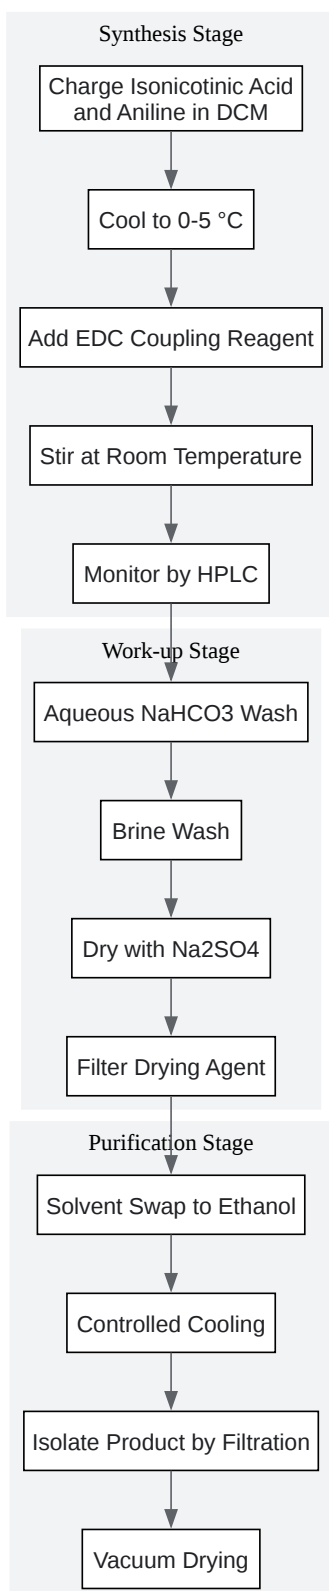 Synthesis Stage
Charge Isonicotinic Acid
and Aniline in DCM
Cool to 0-5 °C
Add EDC Coupling Reagent
Stir at Room Temperature
Monitor by HPLC
Work-up Stage
Aqueous NaHCO3 Wash
Brine Wash
Dry with Na2SO4
Filter Drying Agent
Purification Stage
Solvent Swap to Ethanol
Controlled Cooling
Isolate Product by Filtration
Vacuum Drying